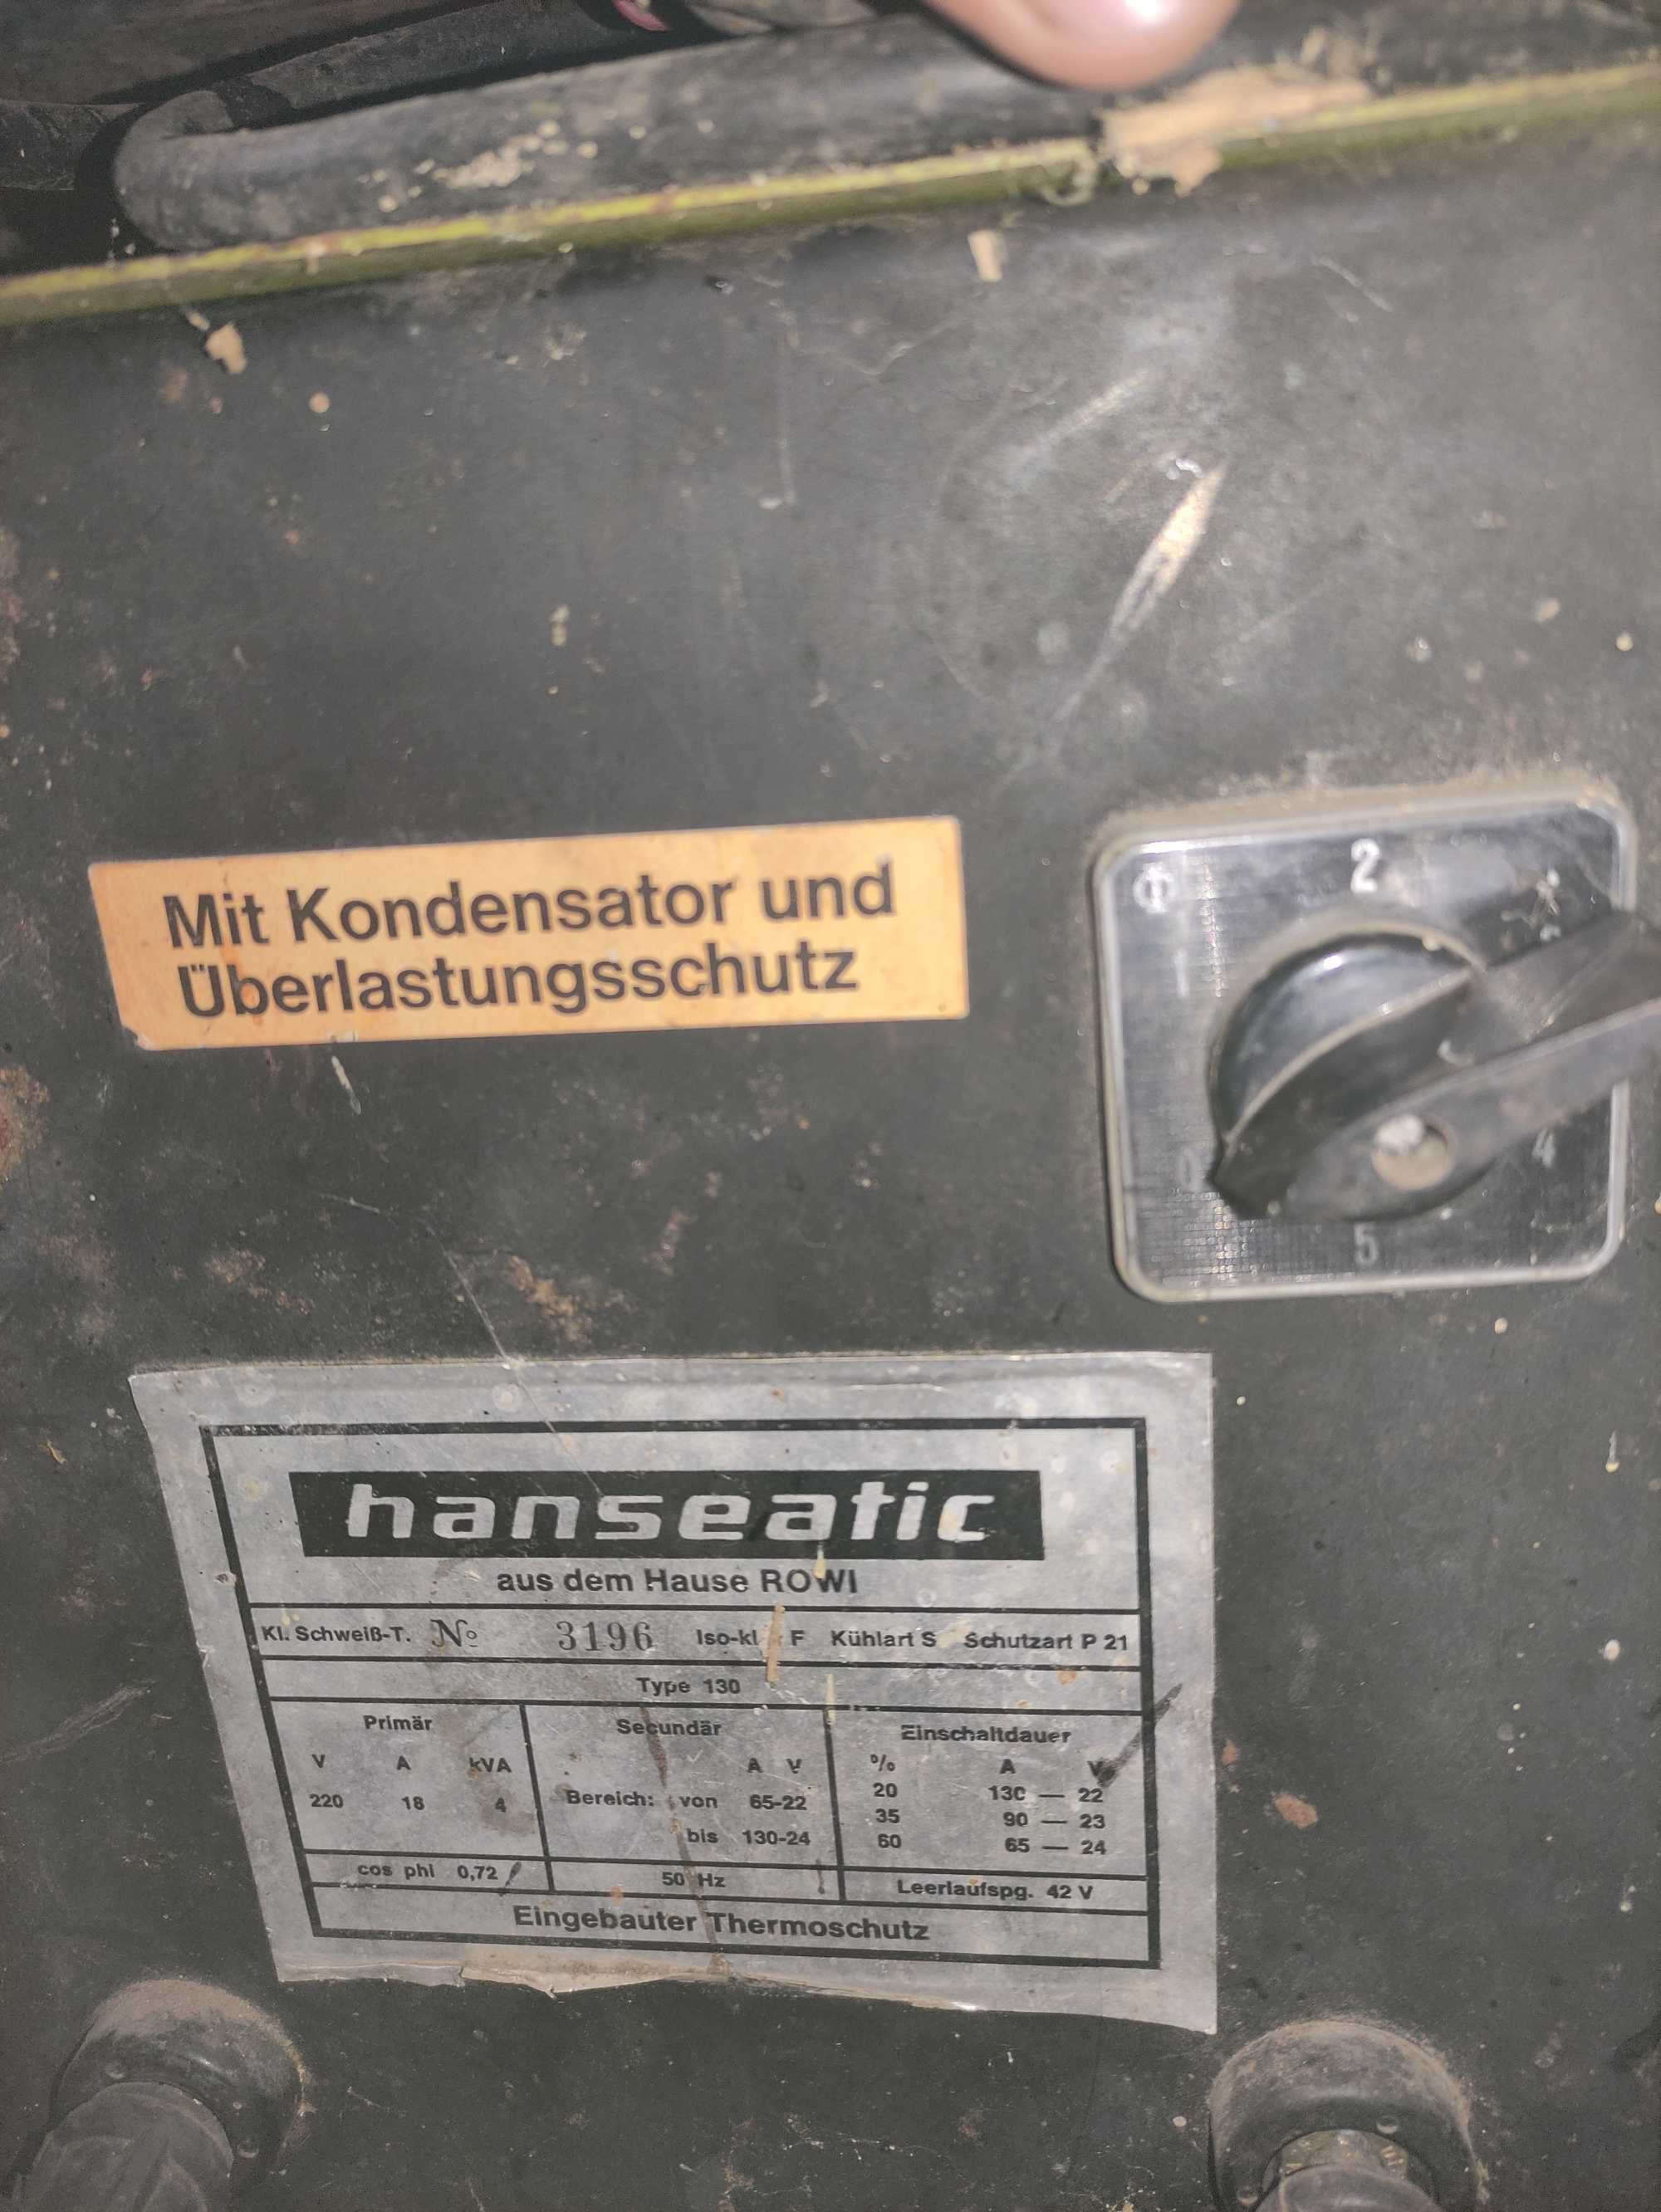 Mit Kondensator und
Überlastungsschutz
2
4
5
hanseatic
aus dem Hause ROWI
Kl. Schweiß-T. No 3196 Iso-kl F Kühlart S Schutzart P 21
Type 130
Primär Secundär Einschaltdauer
V A kVA A V % A V
220 18 4 Bereich: von 65-22 20 130 — 22
35 90 — 23
bis 130-24 60 65 — 24
cos phi 0,72 50 Hz Leerlaufspg. 42 V
Eingebauter Thermoschutz